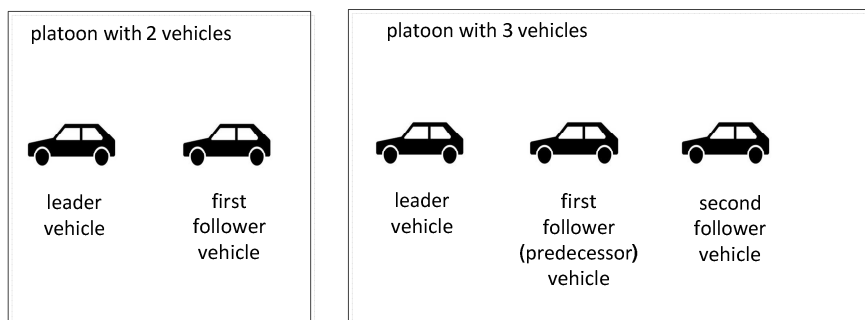 platoon with 2 vehicles
leader
vehicle
first
follower
vehicle
platoon with 3 vehicles
leader
vehicle
first
follower
(predecessor)
vehicle
second
follower
vehicle